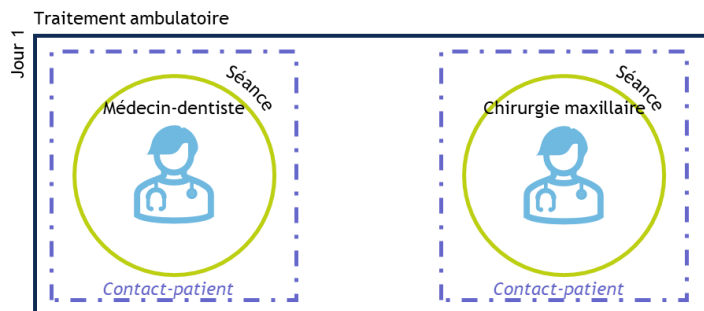 Traitement ambulatoire
Jour 1
Séance
Médecin-dentiste
Contact-patient
Séance
Chirurgie maxillaire
Contact-patient